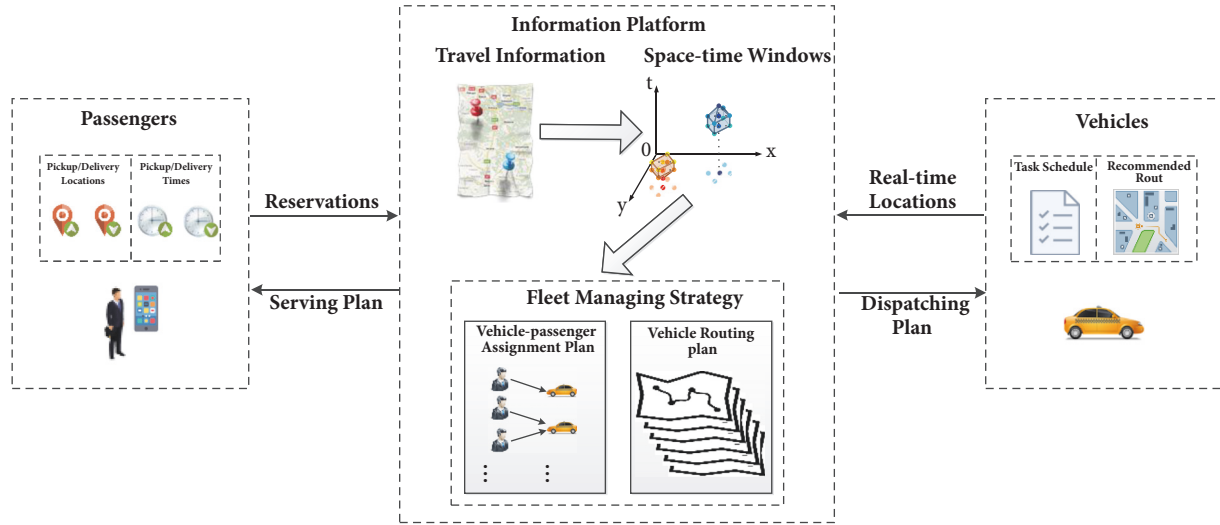 Passengers
Pickup/Delivery
Locations
Pickup/Delivery
Times
Reservations
Serving Plan
Information Platform
Travel Information
Space-time Windows
t
0
x
y
Fleet Managing Strategy
Vehicle-passenger
Assignment Plan
Vehicle Routing
plan
Real-time
Locations
Dispatching
Plan
Vehicles
Task Schedule
Recommended
Rout